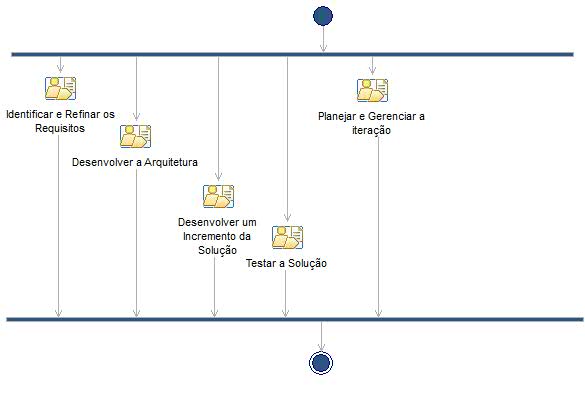 Identificar e Refinar os
Requisitos
Desenvolver a Arquitetura
Desenvolver um
Incremento da
Solução
Testar a Solução
Planejar e Gerenciar a
iteração